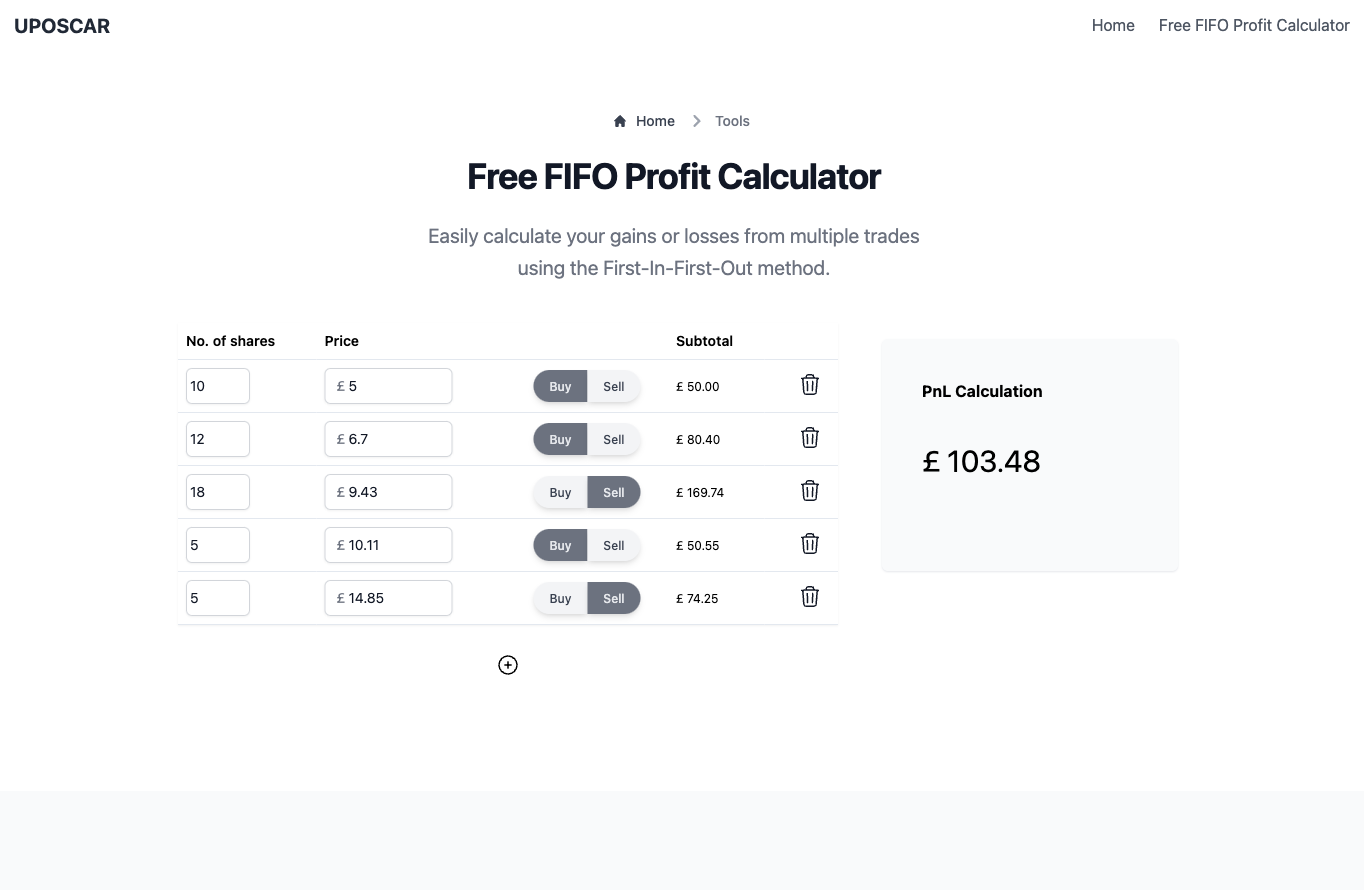 UPOSCAR
Home Free FIFO Profit Calculator
Home Tools
Free FIFO Profit Calculator
Easily calculate your gains or losses from multiple trades
using the First-In-First-Out method.
No. of shares Price Subtotal
10 £ 5 Buy Sell £ 50.00
12 £ 6.7 Buy Sell £ 80.40
18 £ 9.43 Buy Sell £ 169.74
5 £ 10.11 Buy Sell £ 50.55
5 £ 14.85 Buy Sell £ 74.25
PnL Calculation
£ 103.48